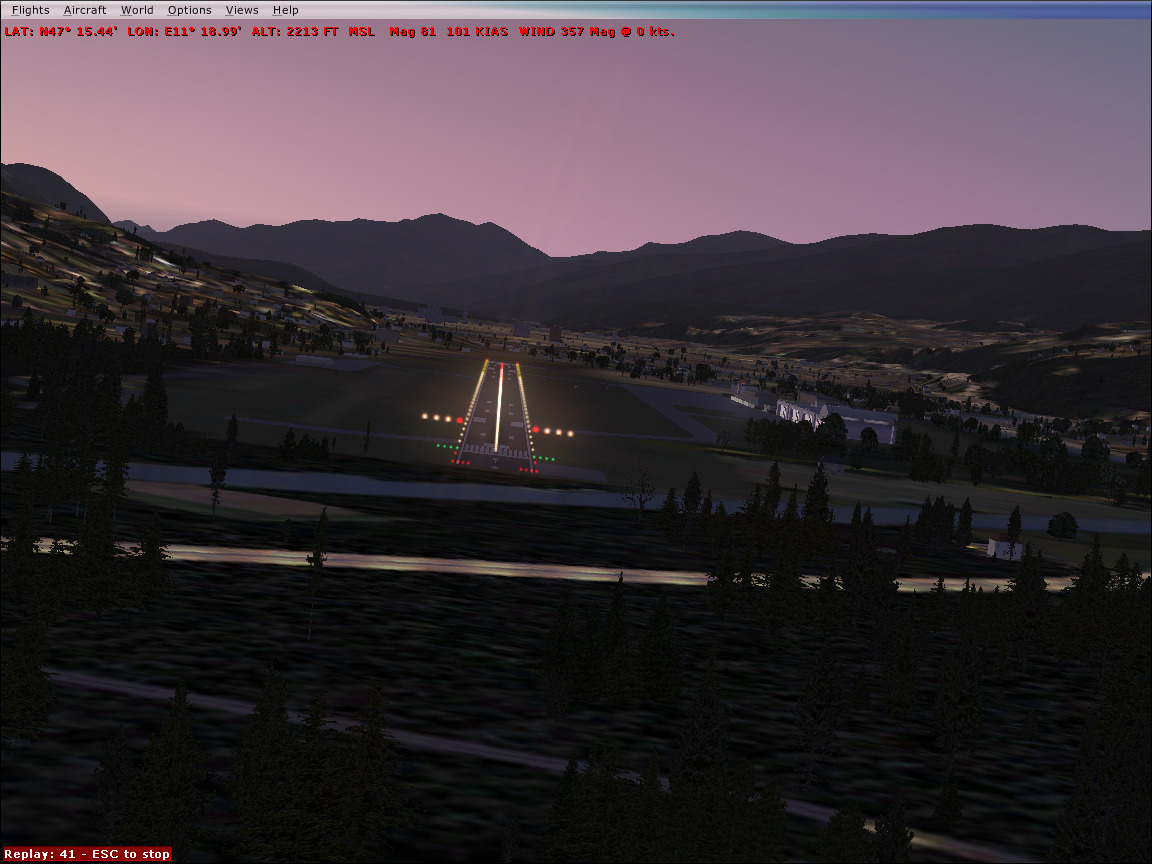 Flights Aircraft World Options Views Help
LAT: N47° 15.44' LON: E11° 18.99' ALT: 2213 FT MSL Mag 81 101 KIAS WIND 357 Mag @ 0 kts.
Replay: 41 - ESC to stop